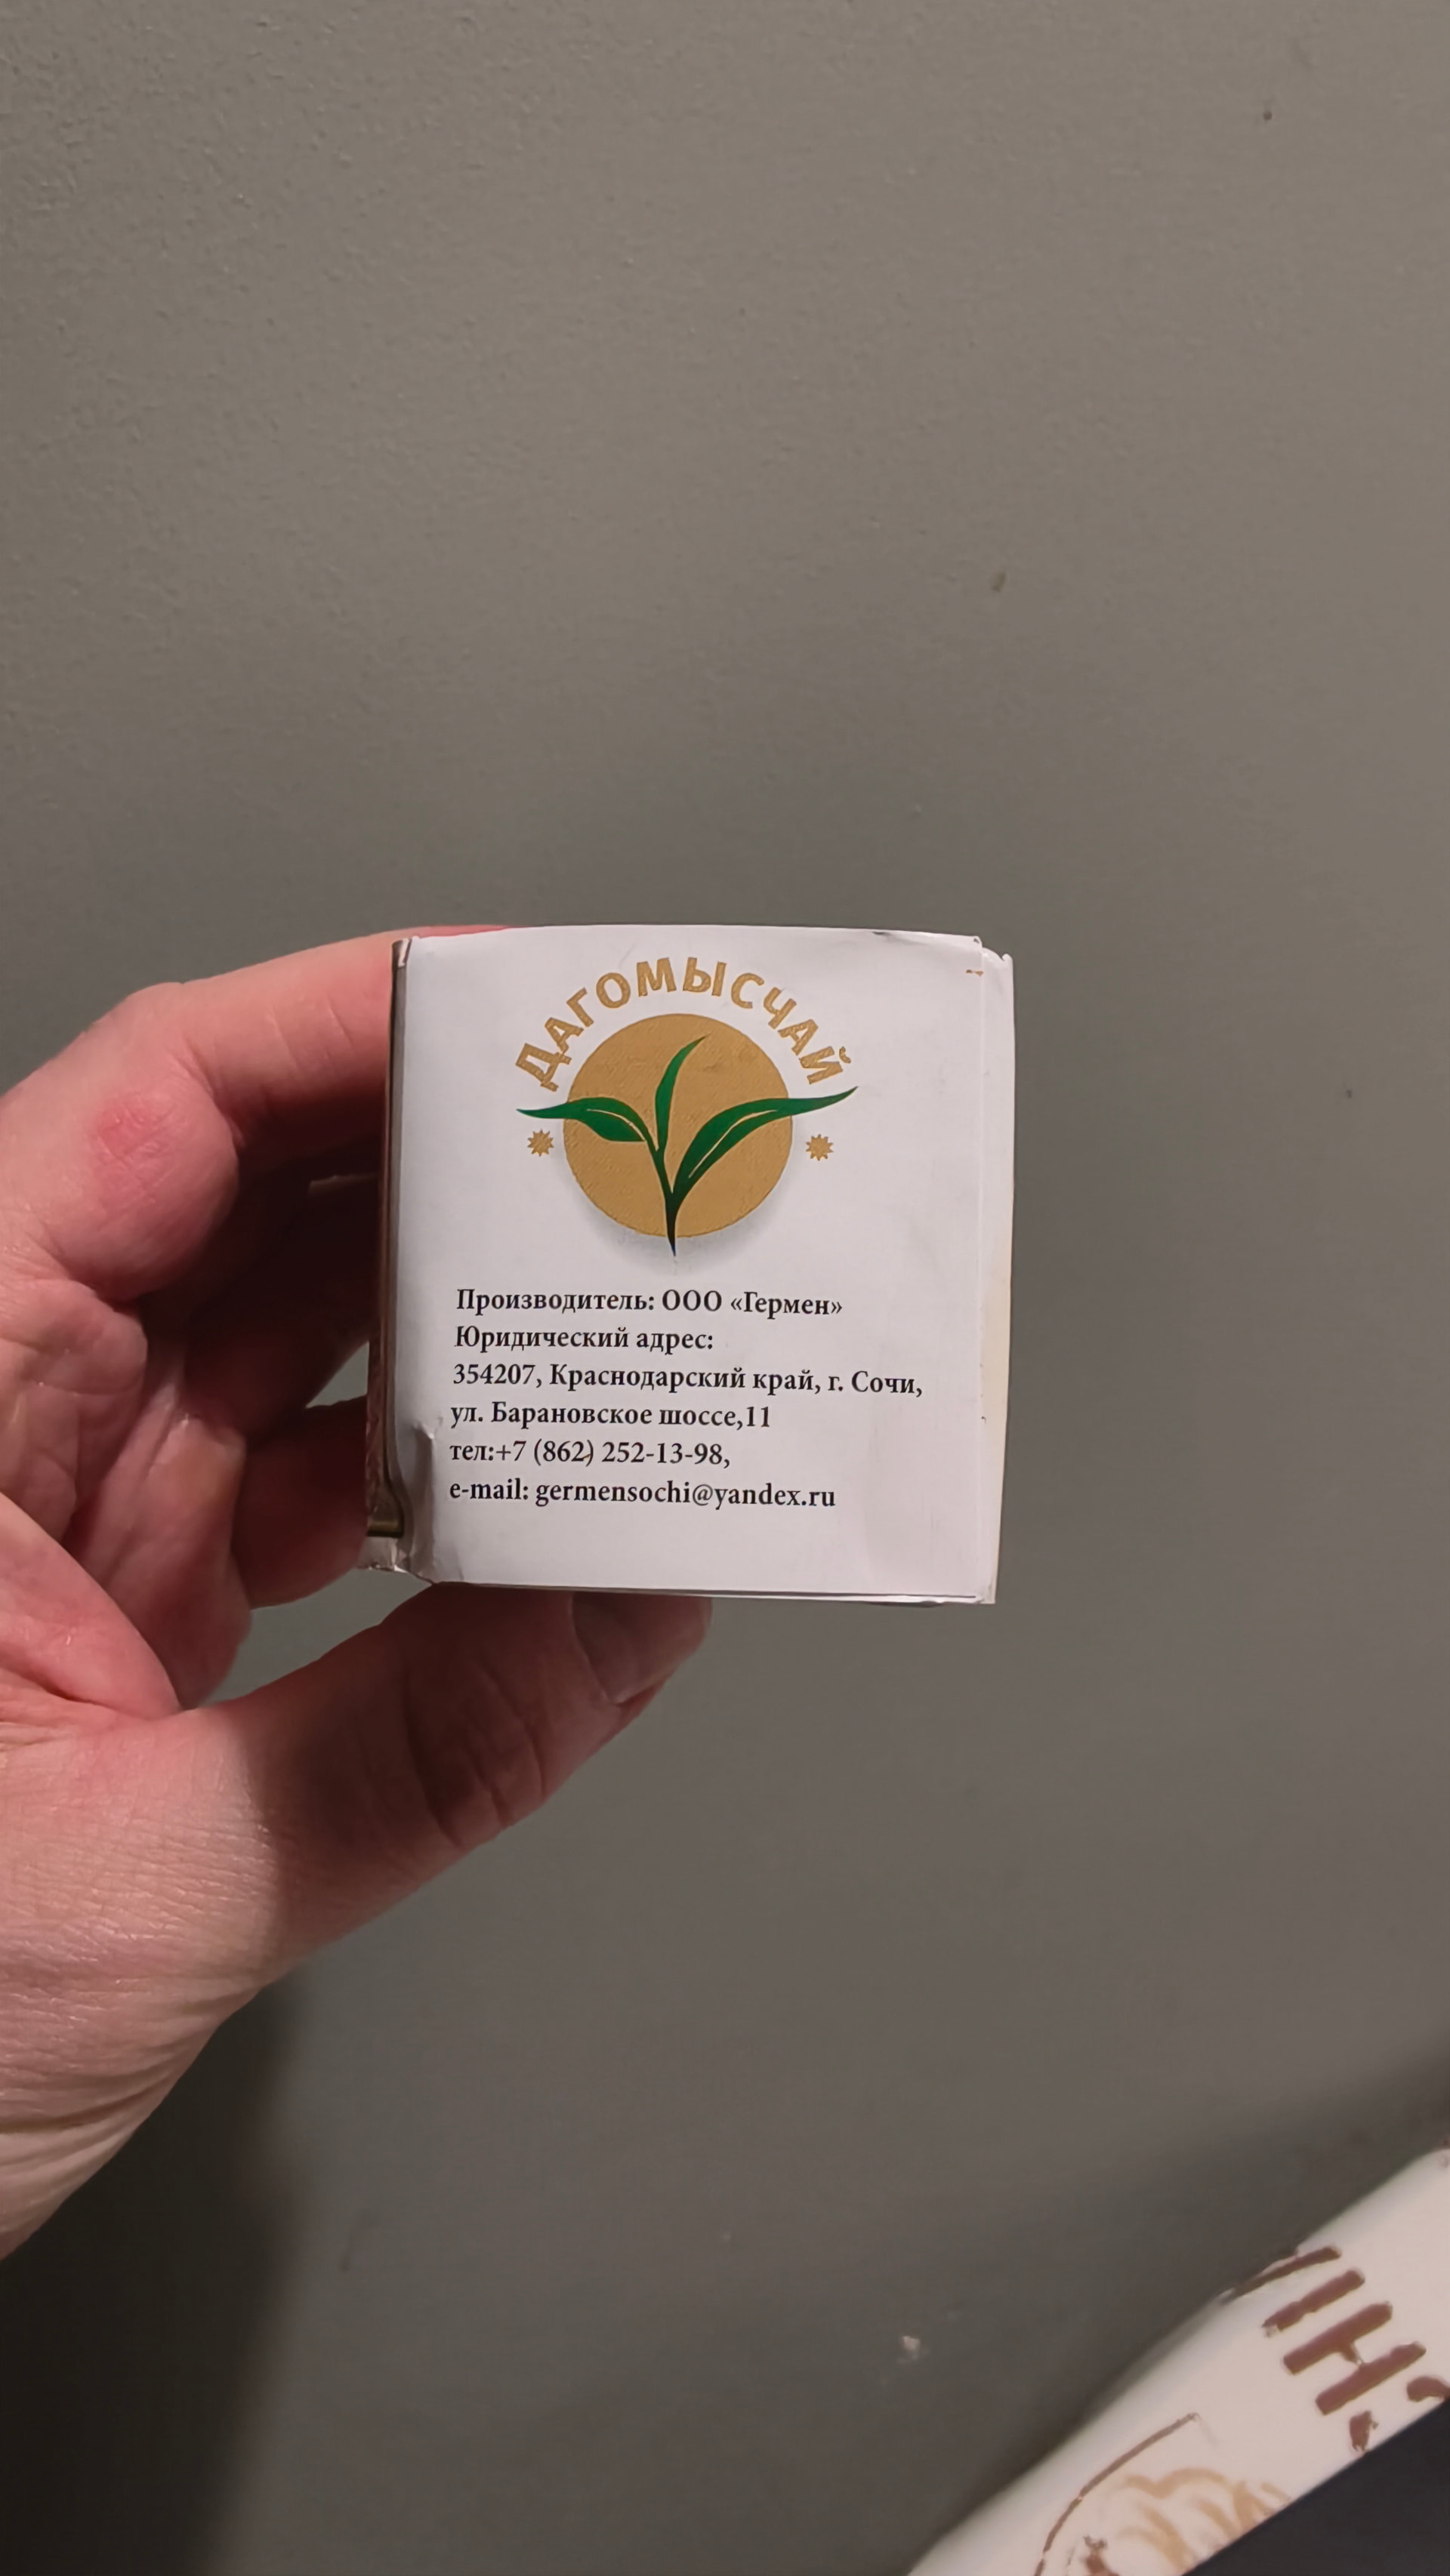 ДАГОМЫСЧАЙ
Производитель: ООО «Гермен»
Юридический адрес:
354207, Краснодарский край, г. Сочи,
ул. Барановское шоссе,11
тел:+7 (862) 252-13-98,
e-mail: germensochi@yandex.ru